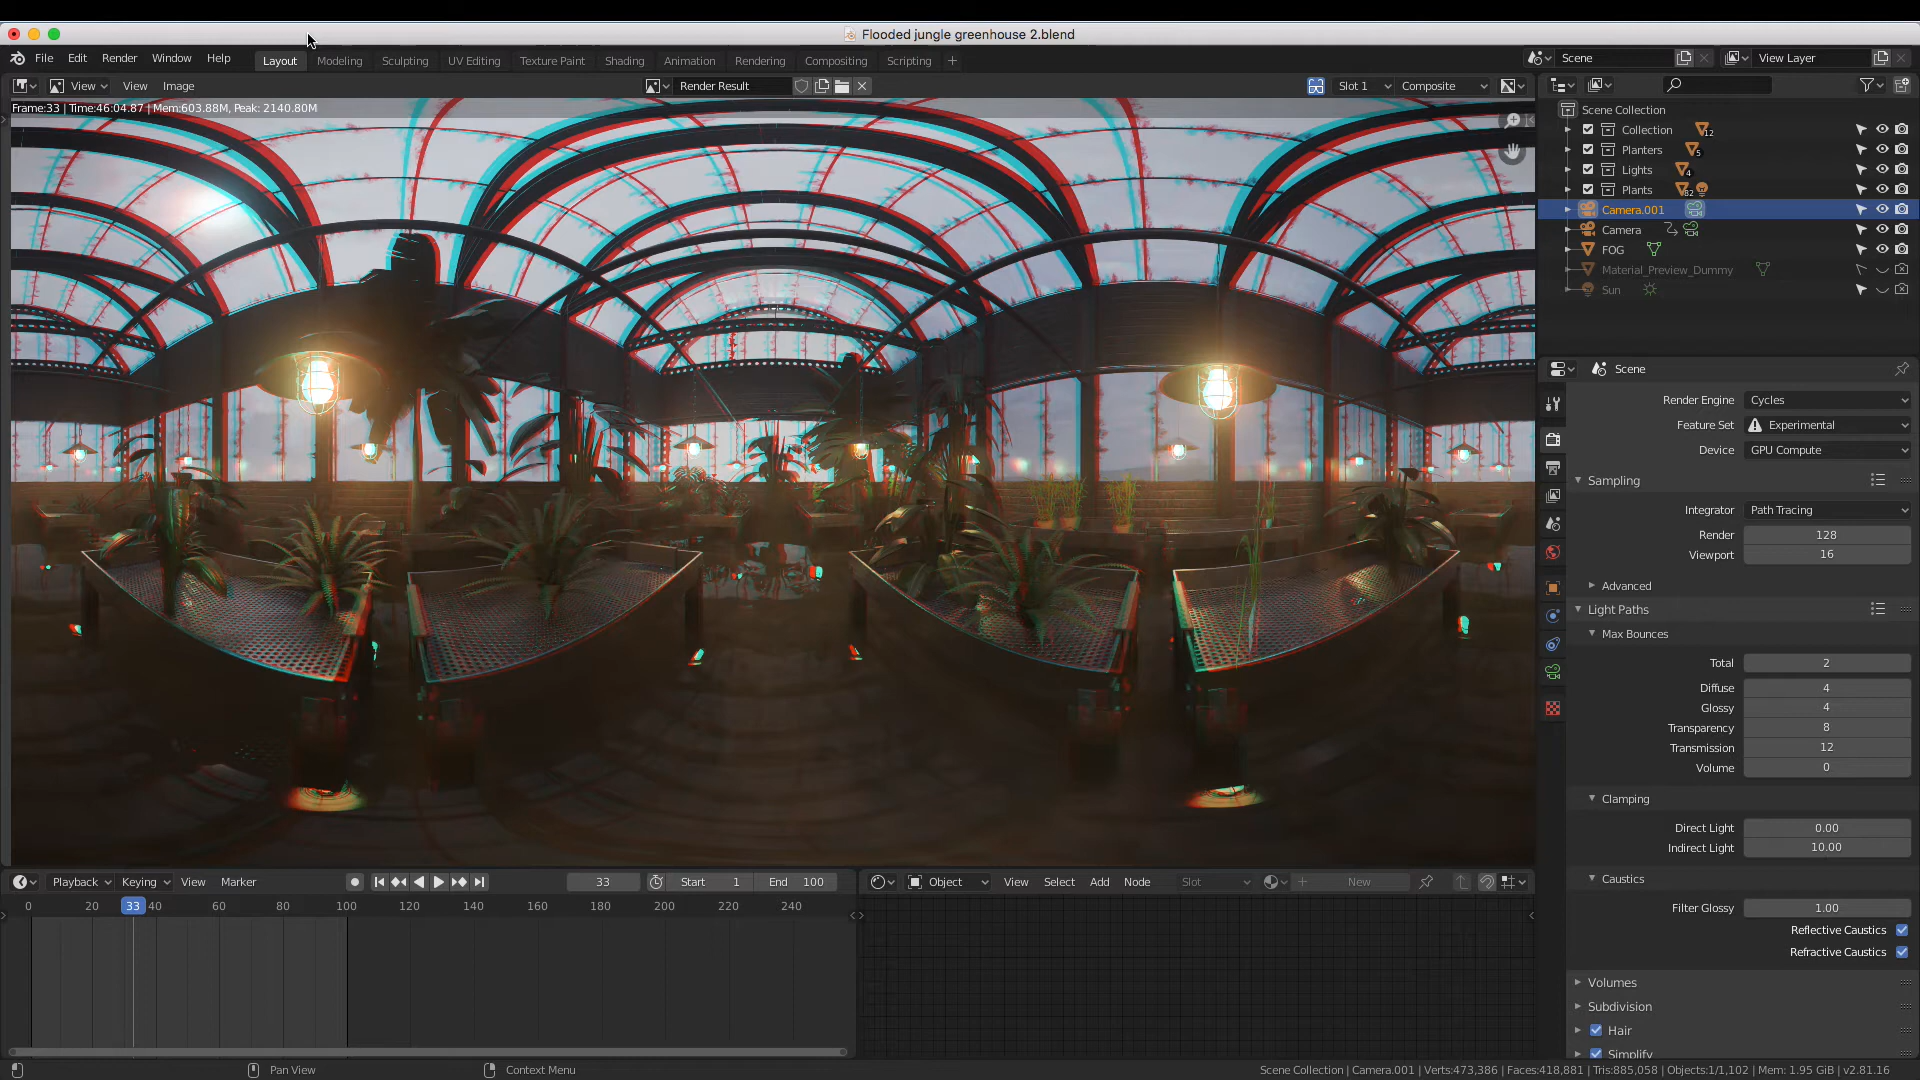 Flooded jungle greenhouse 2.blend
File Edit Render Window Help Layout Modeling Sculpting UV Editing Texture Paint Shading Animation Rendering Compositing Scripting + Scene View Layer
View View Image Render Result Slot 1 Composite
Frame:33 | Time:46:04.87 | Mem:603.88M, Peak: 2140.80M
Scene Collection
Collection 12
Planters 5
Lights 4
Plants 82
Camera.001
Camera
FOG
Material_Preview_Dummy
Sun
Scene
Render Engine Cycles
Feature Set Experimental
Device GPU Compute
Sampling
Integrator Path Tracing
Render 128
Viewport 16
Advanced
Light Paths
Max Bounces
Total 2
Diffuse 4
Glossy 4
Transparency 8
Transmission 12
Volume 0
Clamping
Direct Light 0.00
Indirect Light 10.00
Caustics
Filter Glossy 1.00
Reflective Caustics
Refractive Caustics
Volumes
Subdivision
Hair
Simplify
Playback Keying View Marker 33 Start 1 End 100
0 20 33 40 60 80 100 120 140 160 180 200 220 240
Object View Select Add Node Slot New
Pan View Context Menu
Scene Collection | Camera.001 | Verts:473,386 | Faces:418,881 | Tris:885,058 | Objects:1/1,102 | Mem: 1.95 GiB | v2.81.16